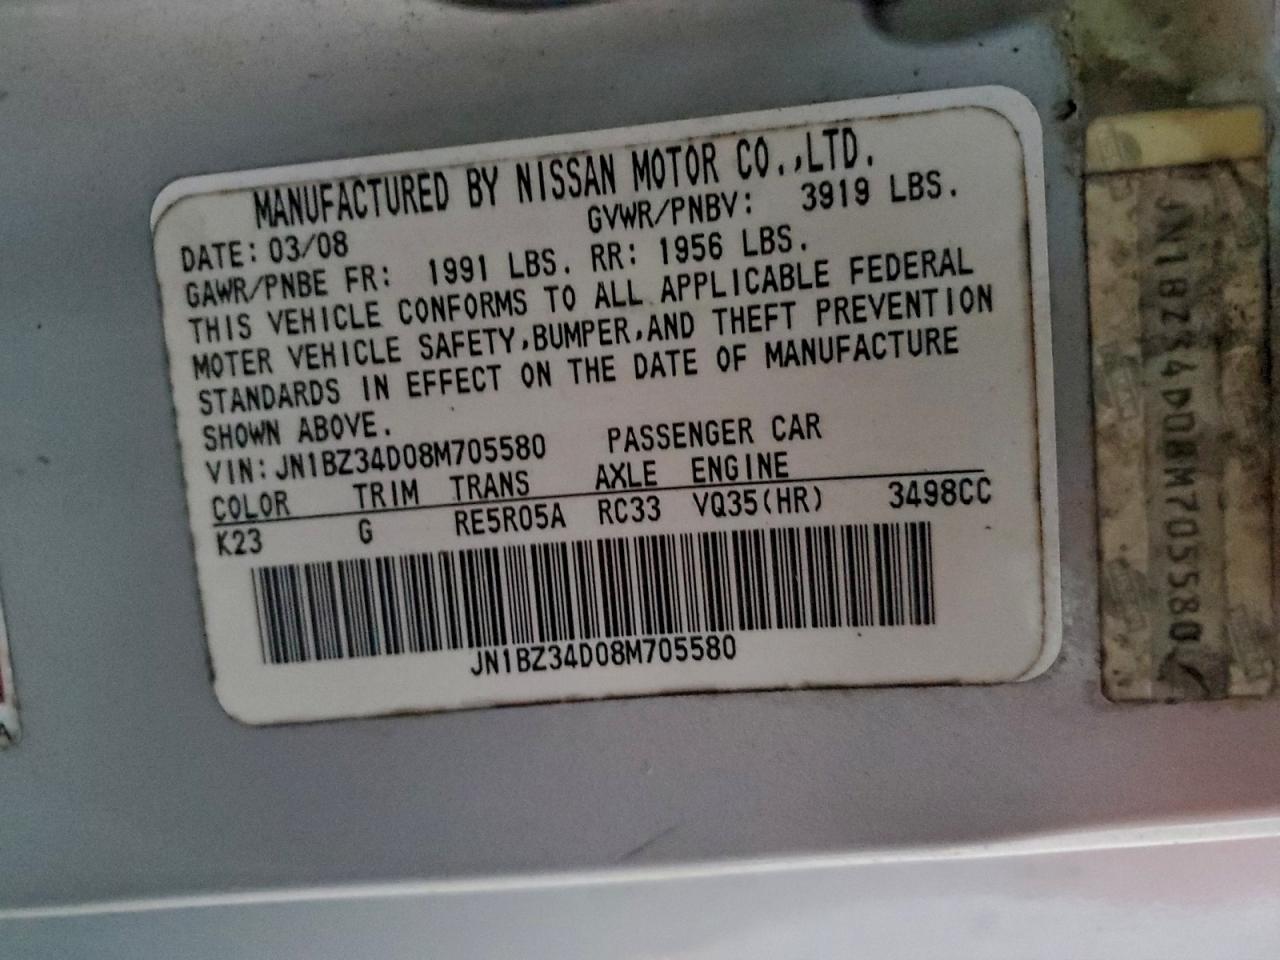 MANUFACTURED BY NISSAN MOTOR CO.,LTD.
DATE: 03/08 GVWR/PNBV: 3919 LBS.
GAWR/PNBE FR: 1991 LBS. RR: 1956 LBS.
THIS VEHICLE CONFORMS TO ALL APPLICABLE FEDERAL
MOTER VEHICLE SAFETY,BUMPER,AND THEFT PREVENTION
STANDARDS IN EFFECT ON THE DATE OF MANUFACTURE
SHOWN ABOVE.
VIN: JN1BZ34D08M705580 PASSENGER CAR
COLOR TRIM TRANS AXLE ENGINE
K23 G RE5R05A RC33 VQ35(HR) 3498CC
JN1BZ34D08M705580
JN1BZ34D08M705580